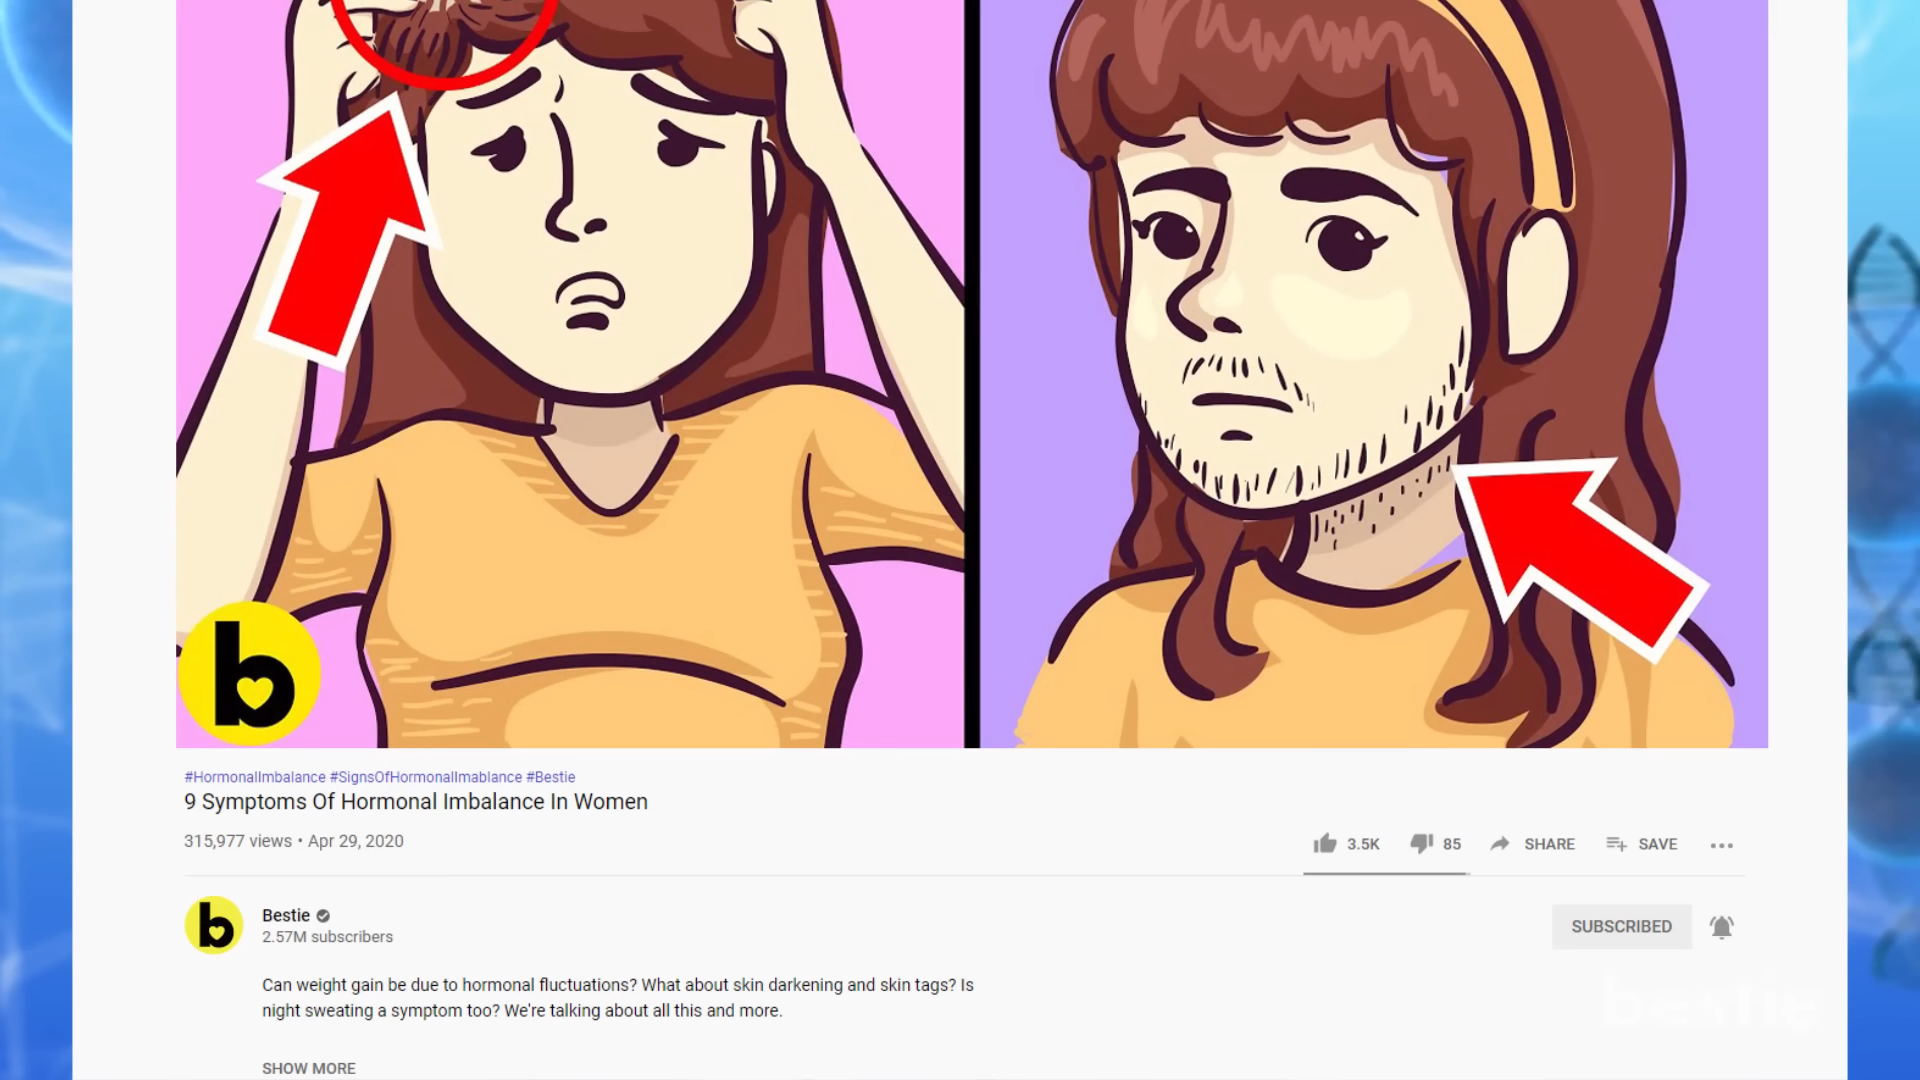 b
#HormonalImbalance #SignsOfHormonalImablance #Bestie
9 Symptoms Of Hormonal Imbalance In Women
315,977 views • Apr 29, 2020
3.5K 85 SHARE SAVE
b
Bestie
2.57M subscribers
SUBSCRIBED
Can weight gain be due to hormonal fluctuations? What about skin darkening and skin tags? Is
night sweating a symptom too? We're talking about all this and more.
bestie
SHOW MORE